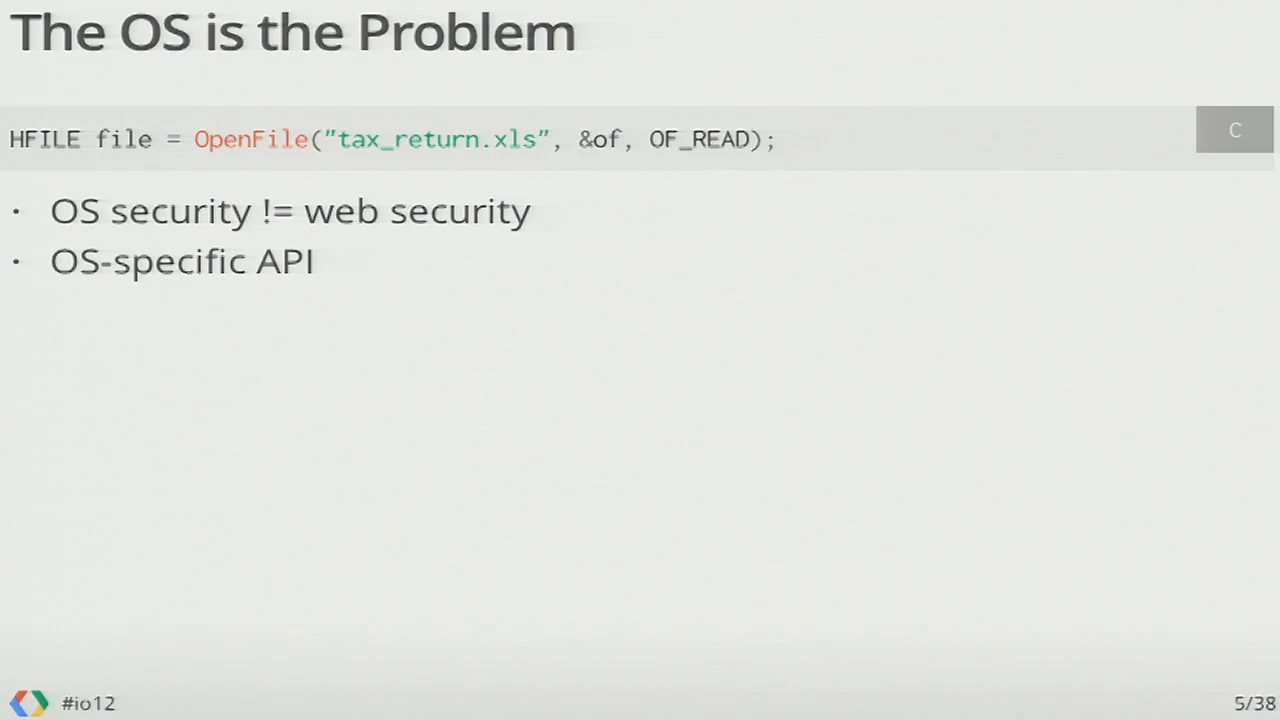 The OS is the Problem
HFILE file = OpenFile("tax_return.xls", &of, OF_READ);
C
· OS security != web security
· OS-specific API
#io12
5/38